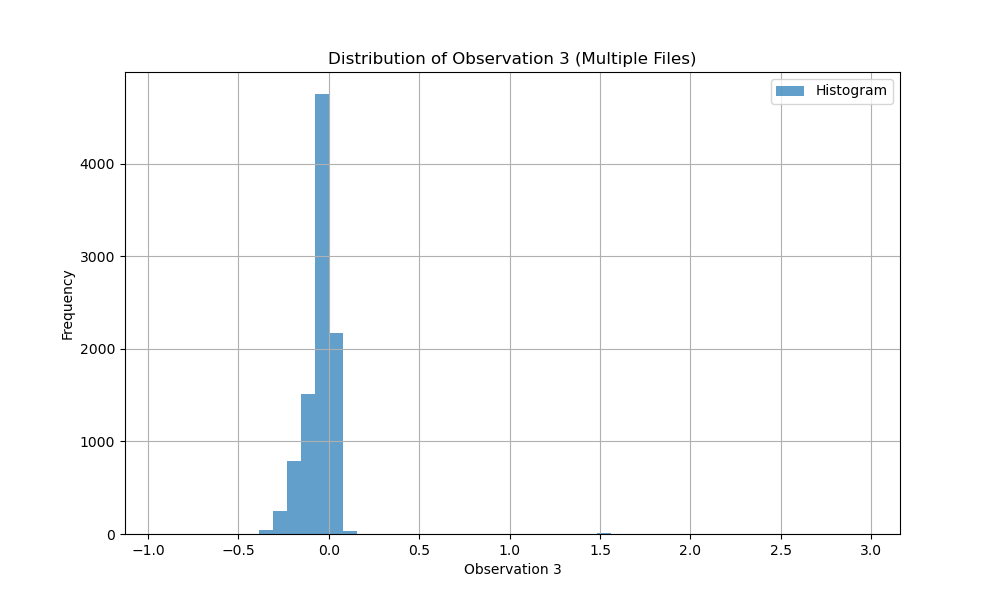 Distribution of Observation 3 (Multiple Files)
Histogram
Frequency
4000
3000
2000
1000
0
−1.0 −0.5 0.0 0.5 1.0 1.5 2.0 2.5 3.0
Observation 3